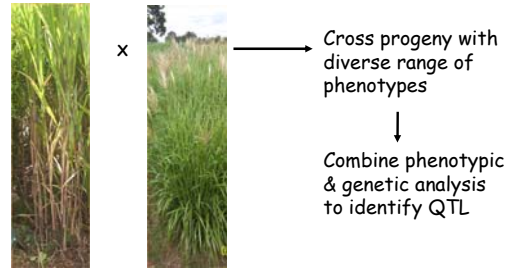 x
Cross progeny with
diverse range of
phenotypes
Combine phenotypic
& genetic analysis
to identify QTL